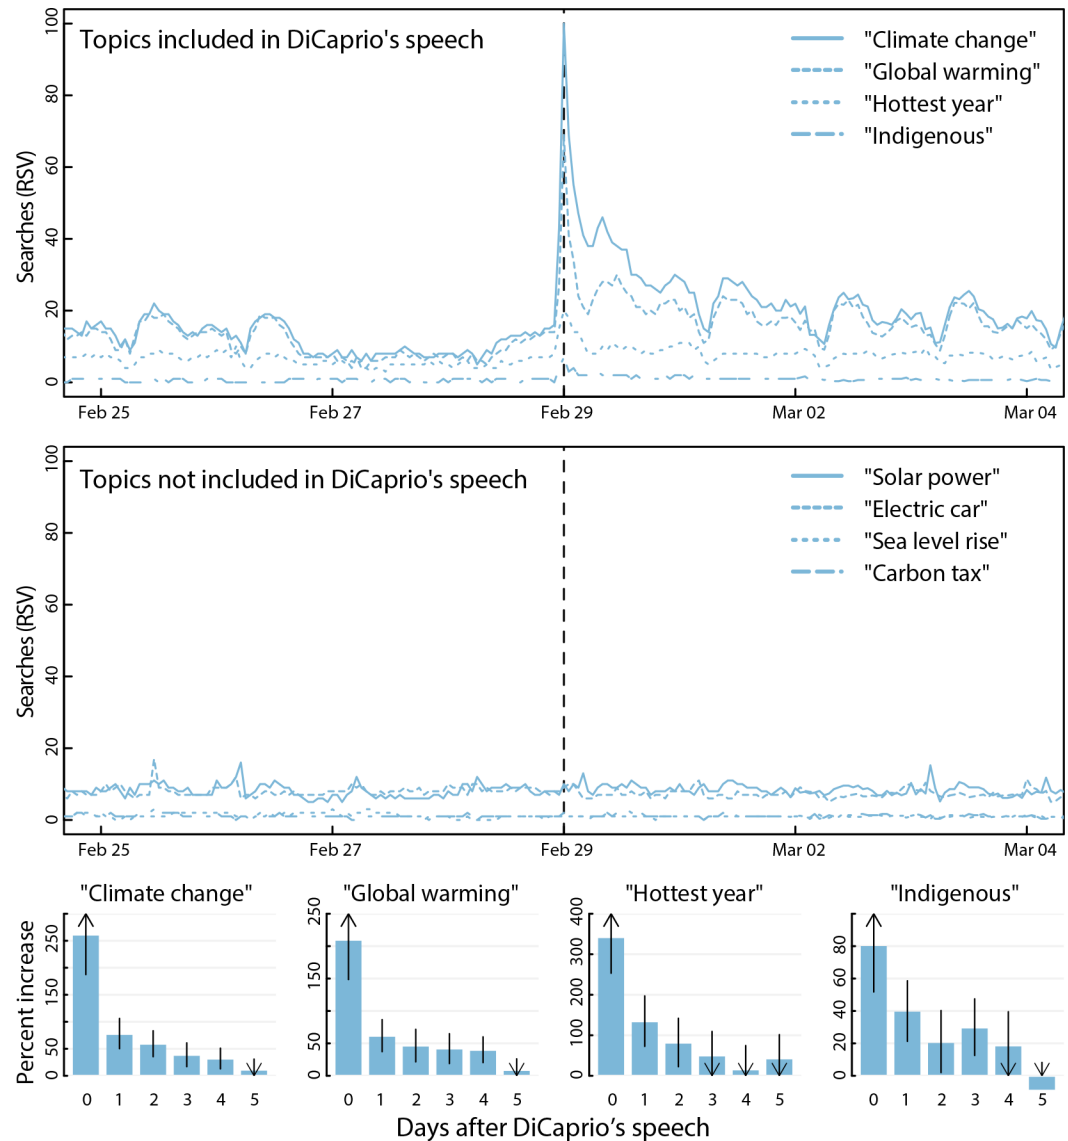 Topics included in DiCaprio's speech
"Climate change"
"Global warming"
"Hottest year"
"Indigenous"
Searches (RSV)
100
80
60
40
20
0
Feb 25
Feb 27
Feb 29
Mar 02
Mar 04
Topics not included in DiCaprio's speech
"Solar power"
"Electric car"
"Sea level rise"
"Carbon tax"
Searches (RSV)
100
80
60
40
20
0
Feb 25
Feb 27
Feb 29
Mar 02
Mar 04
Percent increase
"Climate change"
250
150
50
0
0 1 2 3 4 5
"Global warming"
250
150
50
0
0 1 2 3 4 5
"Hottest year"
400
300
200
100
0
0 1 2 3 4 5
"Indigenous"
80
60
40
20
0
0 1 2 3 4 5
Days after DiCaprio’s speech